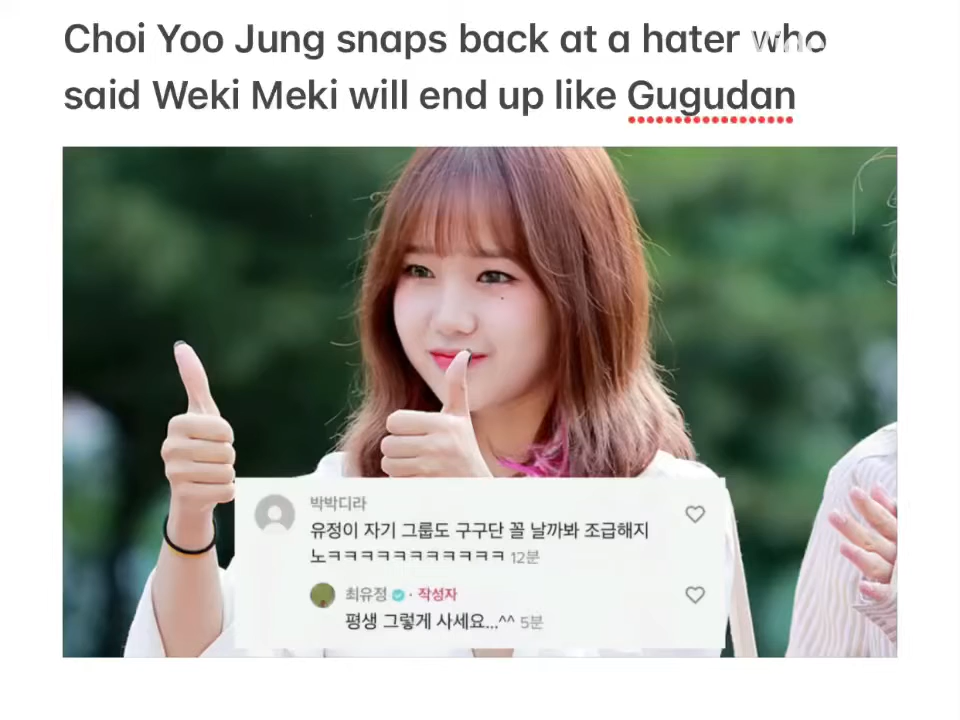 Choi Yoo Jung snaps back at a hater who
said Weki Meki will end up like Gugudan
박박디라
유정이 자기 그룹도 구구단 꼴 날까봐 조급해지
노ㅋㅋㅋㅋㅋㅋㅋㅋㅋㅋㅋ 12분
최유정 · 작성자
평생 그렇게 사세요...^^ 5분